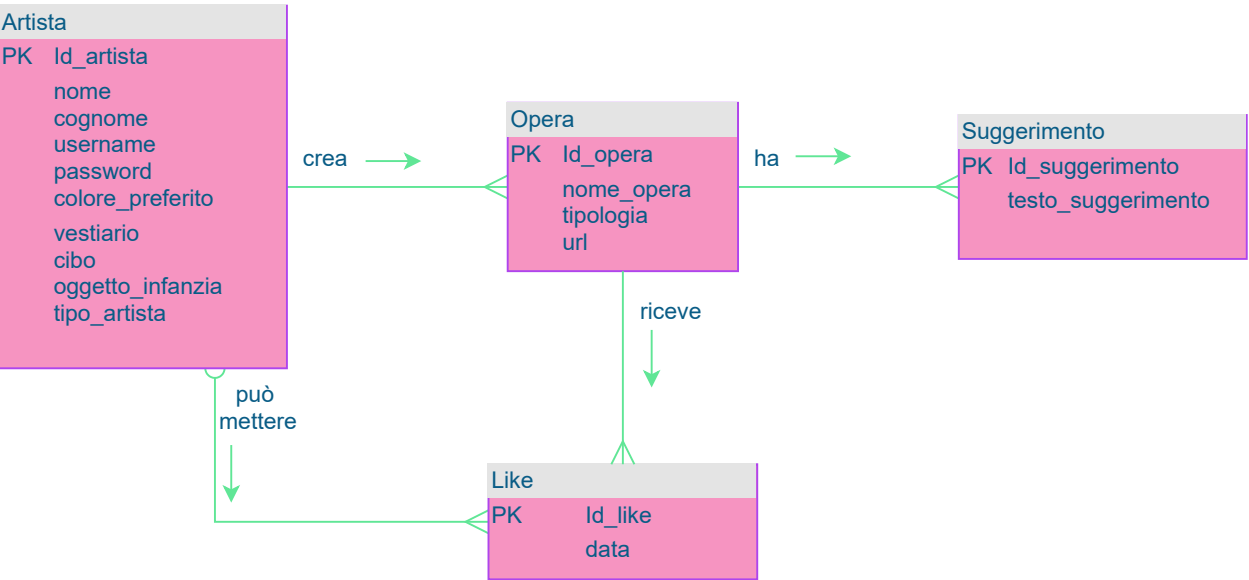 Artista
PK Id_artista
nome
cognome
username
password
colore_preferito
vestiario
cibo
oggetto_infanzia
tipo_artista
crea
Opera
PK Id_opera
nome_opera
tipologia
url
ha
Suggerimento
PK Id_suggerimento
testo_suggerimento
riceve
può
mettere
Like
PK Id_like
data